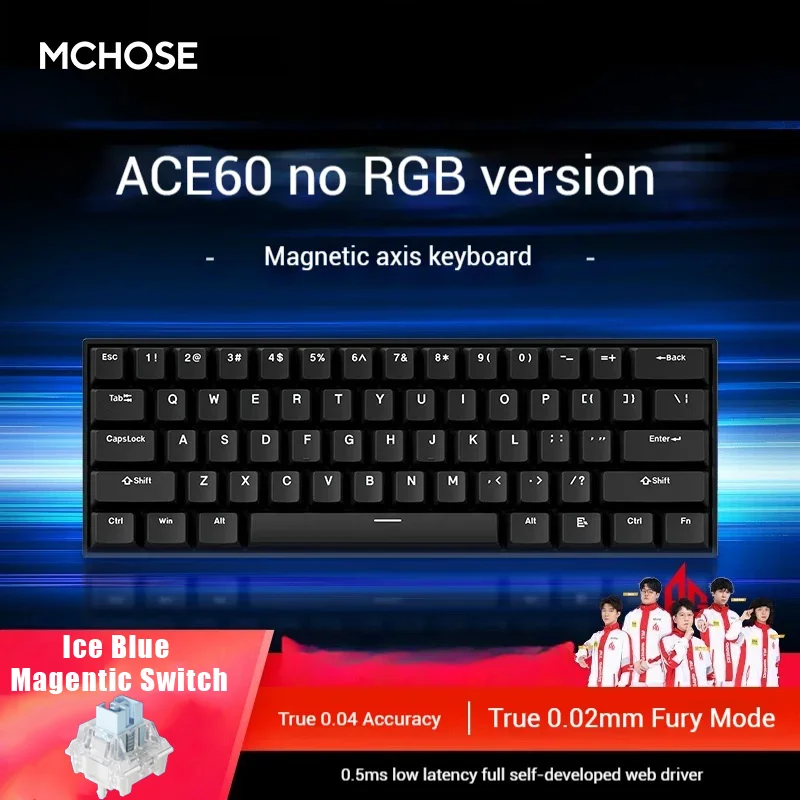 MCHOSE
ACE60 no RGB version
- Magnetic axis keyboard -
Esc 1! 2@ 3# 4$ 5% 6^ 7& 8* 9( 0) -_ =+ ←Back
Tab Q W E R T Y U I O P [{ ]} \|
CapsLock A S D F G H J K L ;: '" Enter
Shift Z X C V B N M ,< .> /? Shift
Ctrl Win Alt Alt Ctrl Fn
Ice Blue
Magentic Switch
True 0.04 Accuracy | True 0.02mm Fury Mode
0.5ms low latency full self-developed web driver